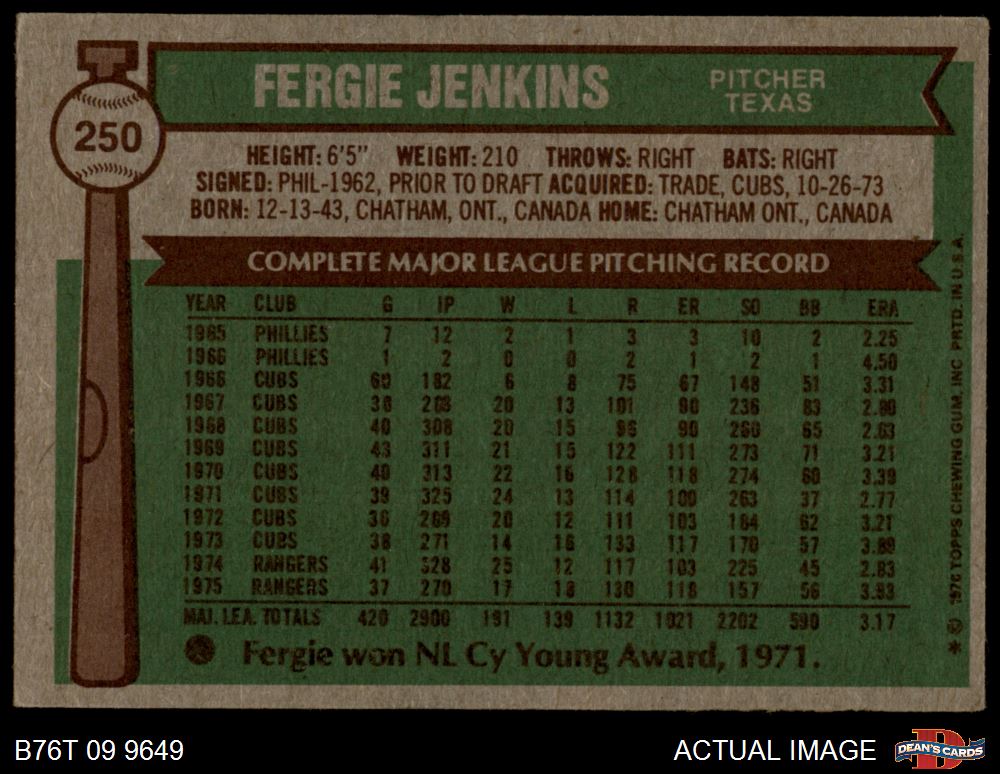 FERGIE JENKINS
PITCHER
TEXAS
250
HEIGHT: 6'5" WEIGHT: 210 THROWS: RIGHT BATS: RIGHT
SIGNED: PHIL-1962, PRIOR TO DRAFT ACQUIRED: TRADE, CUBS, 10-26-73
BORN: 12-13-43, CHATHAM, ONT., CANADA HOME: CHATHAM ONT., CANADA
COMPLETE MAJOR LEAGUE PITCHING RECORD
YEAR CLUB G IP W L R ER SO BB ERA
1965 PHILLIES 7 12 2 1 3 3 10 2 2.25
1966 PHILLIES 1 2 0 0 2 1 2 1 4.50
1966 CUBS 60 182 6 8 75 67 148 51 3.31
1967 CUBS 38 289 20 13 101 90 236 83 2.80
1968 CUBS 40 308 20 15 96 90 260 65 2.63
1969 CUBS 43 311 21 15 122 111 273 71 3.21
1970 CUBS 40 313 22 16 128 118 274 60 3.39
1971 CUBS 39 325 24 13 114 100 263 37 2.77
1972 CUBS 36 289 20 12 111 103 184 62 3.21
1973 CUBS 38 271 14 16 133 117 170 57 3.89
1974 RANGERS 41 328 25 12 117 103 225 45 2.83
1975 RANGERS 37 270 17 18 130 118 157 56 3.93
MAJ. LEA. TOTALS 420 2900 191 139 1132 1021 2202 590 3.17
Fergie won NL Cy Young Award, 1971.
* © 1976 TOPPS CHEWING GUM, INC PRTD. IN U.S.A.
B76T 09 9649
ACTUAL IMAGE
D
DEAN'S CARDS